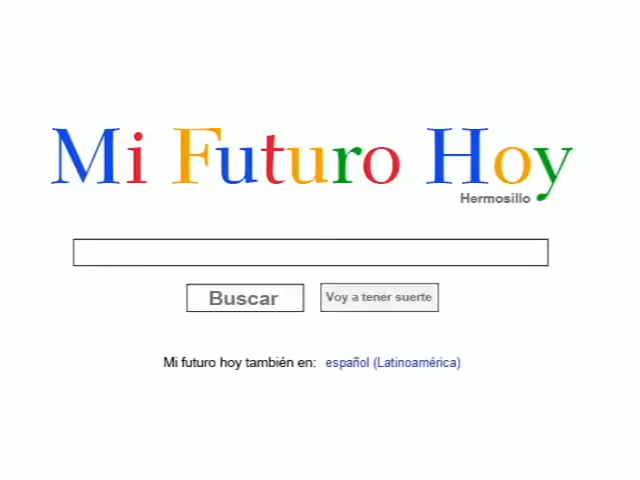 Mi Futuro Hoy
Hermosillo
Buscar
Voy a tener suerte
Mi futuro hoy también en: español (Latinoamérica)